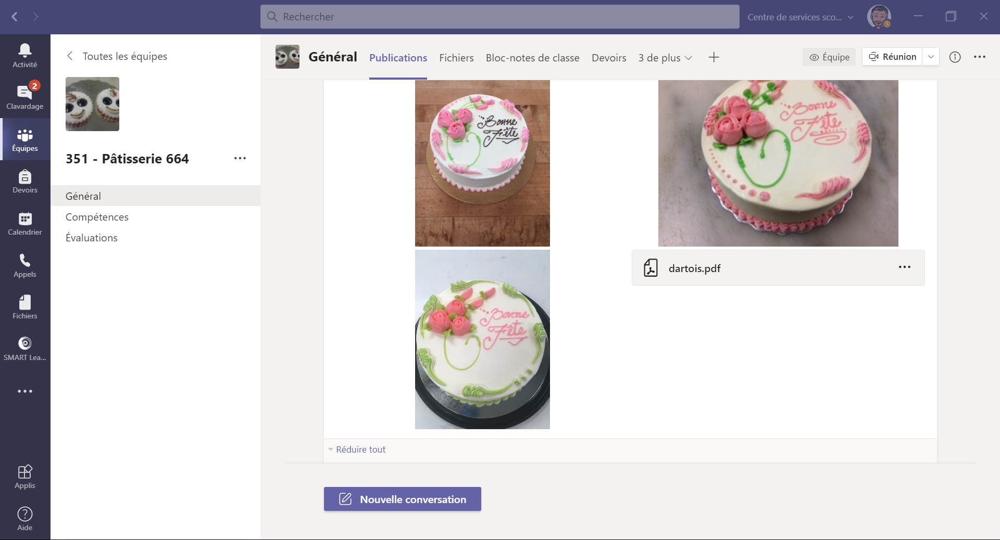 Rechercher
Centre de services sco...
Activité
2
Clavardage
Équipes
Devoirs
Calendrier
Appels
Fichiers
SMART Lea...
Applis
Aide
Toutes les équipes
351 - Pâtisserie 664
Général
Compétences
Évaluations
Général
Publications
Fichiers
Bloc-notes de classe
Devoirs
3 de plus
Équipe
Réunion
Bonne
Fête
Bonne
Fête
dartois.pdf
Bonne
Fête
Réduire tout
Nouvelle conversation